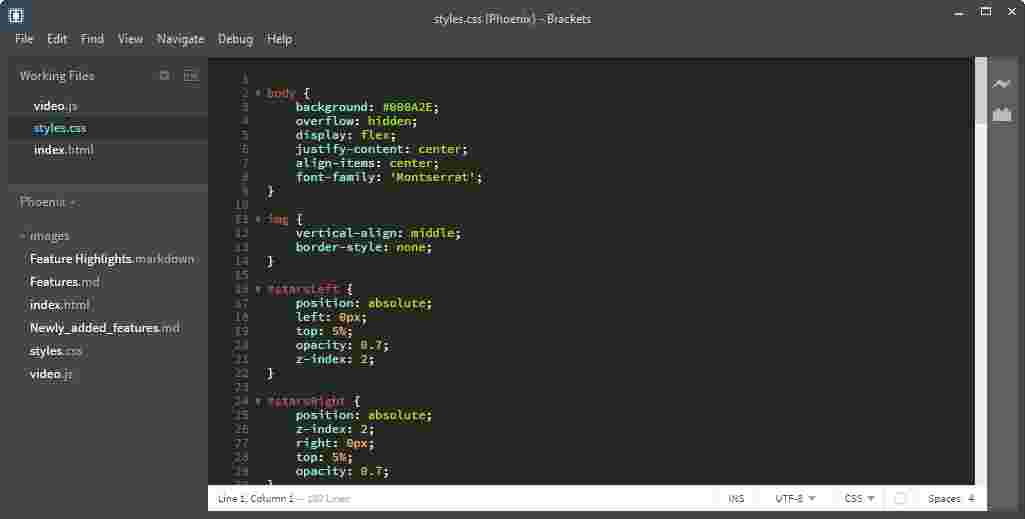 styles.css (Phoenix) - Brackets
File Edit Find View Navigate Debug Help
Working Files
video.js
styles.css
index.html
Phoenix
images
Feature Highlights.markdown
Features.md
index.html
Newly_added_features.md
styles.css
video.js
1
2 body {
3 background: #000A2E;
4 overflow: hidden;
5 display: flex;
6 justify-content: center;
7 align-items: center;
8 font-family: 'Montserrat';
9 }
10
11 img {
12 vertical-align: middle;
13 border-style: none;
14 }
15
16 #starsLeft {
17 position: absolute;
18 left: 0px;
19 top: 5%;
20 opacity: 0.7;
21 z-index: 2;
22 }
23
24 #starsRight {
25 position: absolute;
26 z-index: 2;
27 right: 0px;
28 top: 5%;
29 opacity: 0.7;
Line 1, Column 1 — Lines
INS UTF-8 CSS Spaces: 4